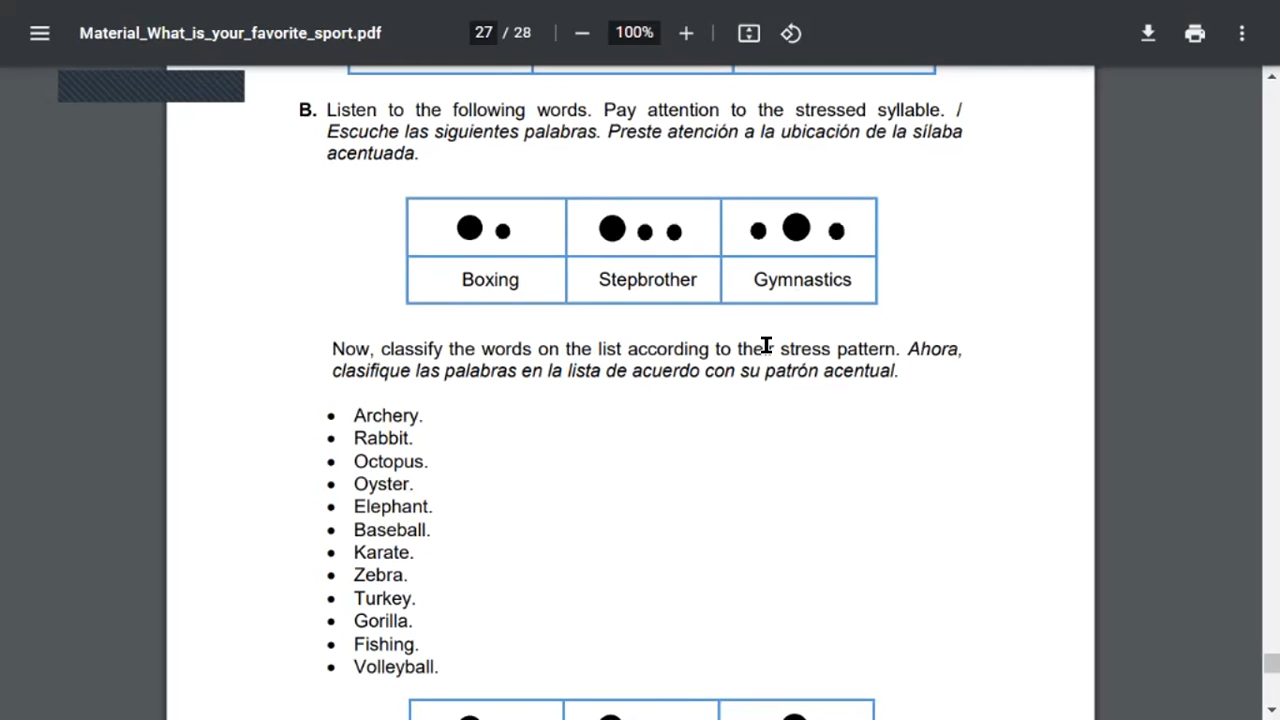 Material_What_is_your_favorite_sport.pdf
27 / 28
100%
B. Listen to the following words. Pay attention to the stressed syllable. /
Escuche las siguientes palabras. Preste atención a la ubicación de la sílaba
acentuada.
Boxing
Stepbrother
Gymnastics
Now, classify the words on the list according to their stress pattern. Ahora,
clasifique las palabras en la lista de acuerdo con su patrón acentual.
• Archery.
• Rabbit.
• Octopus.
• Oyster.
• Elephant.
• Baseball.
• Karate.
• Zebra.
• Turkey.
• Gorilla.
• Fishing.
• Volleyball.